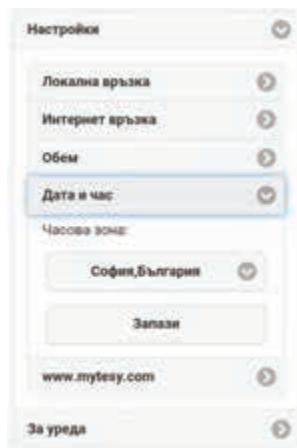 Настройки
Локална връзка
Интернет връзка
Обем
Дата и час
Часова зона:
София,България
Запази
www.mytesy.com
За уреда